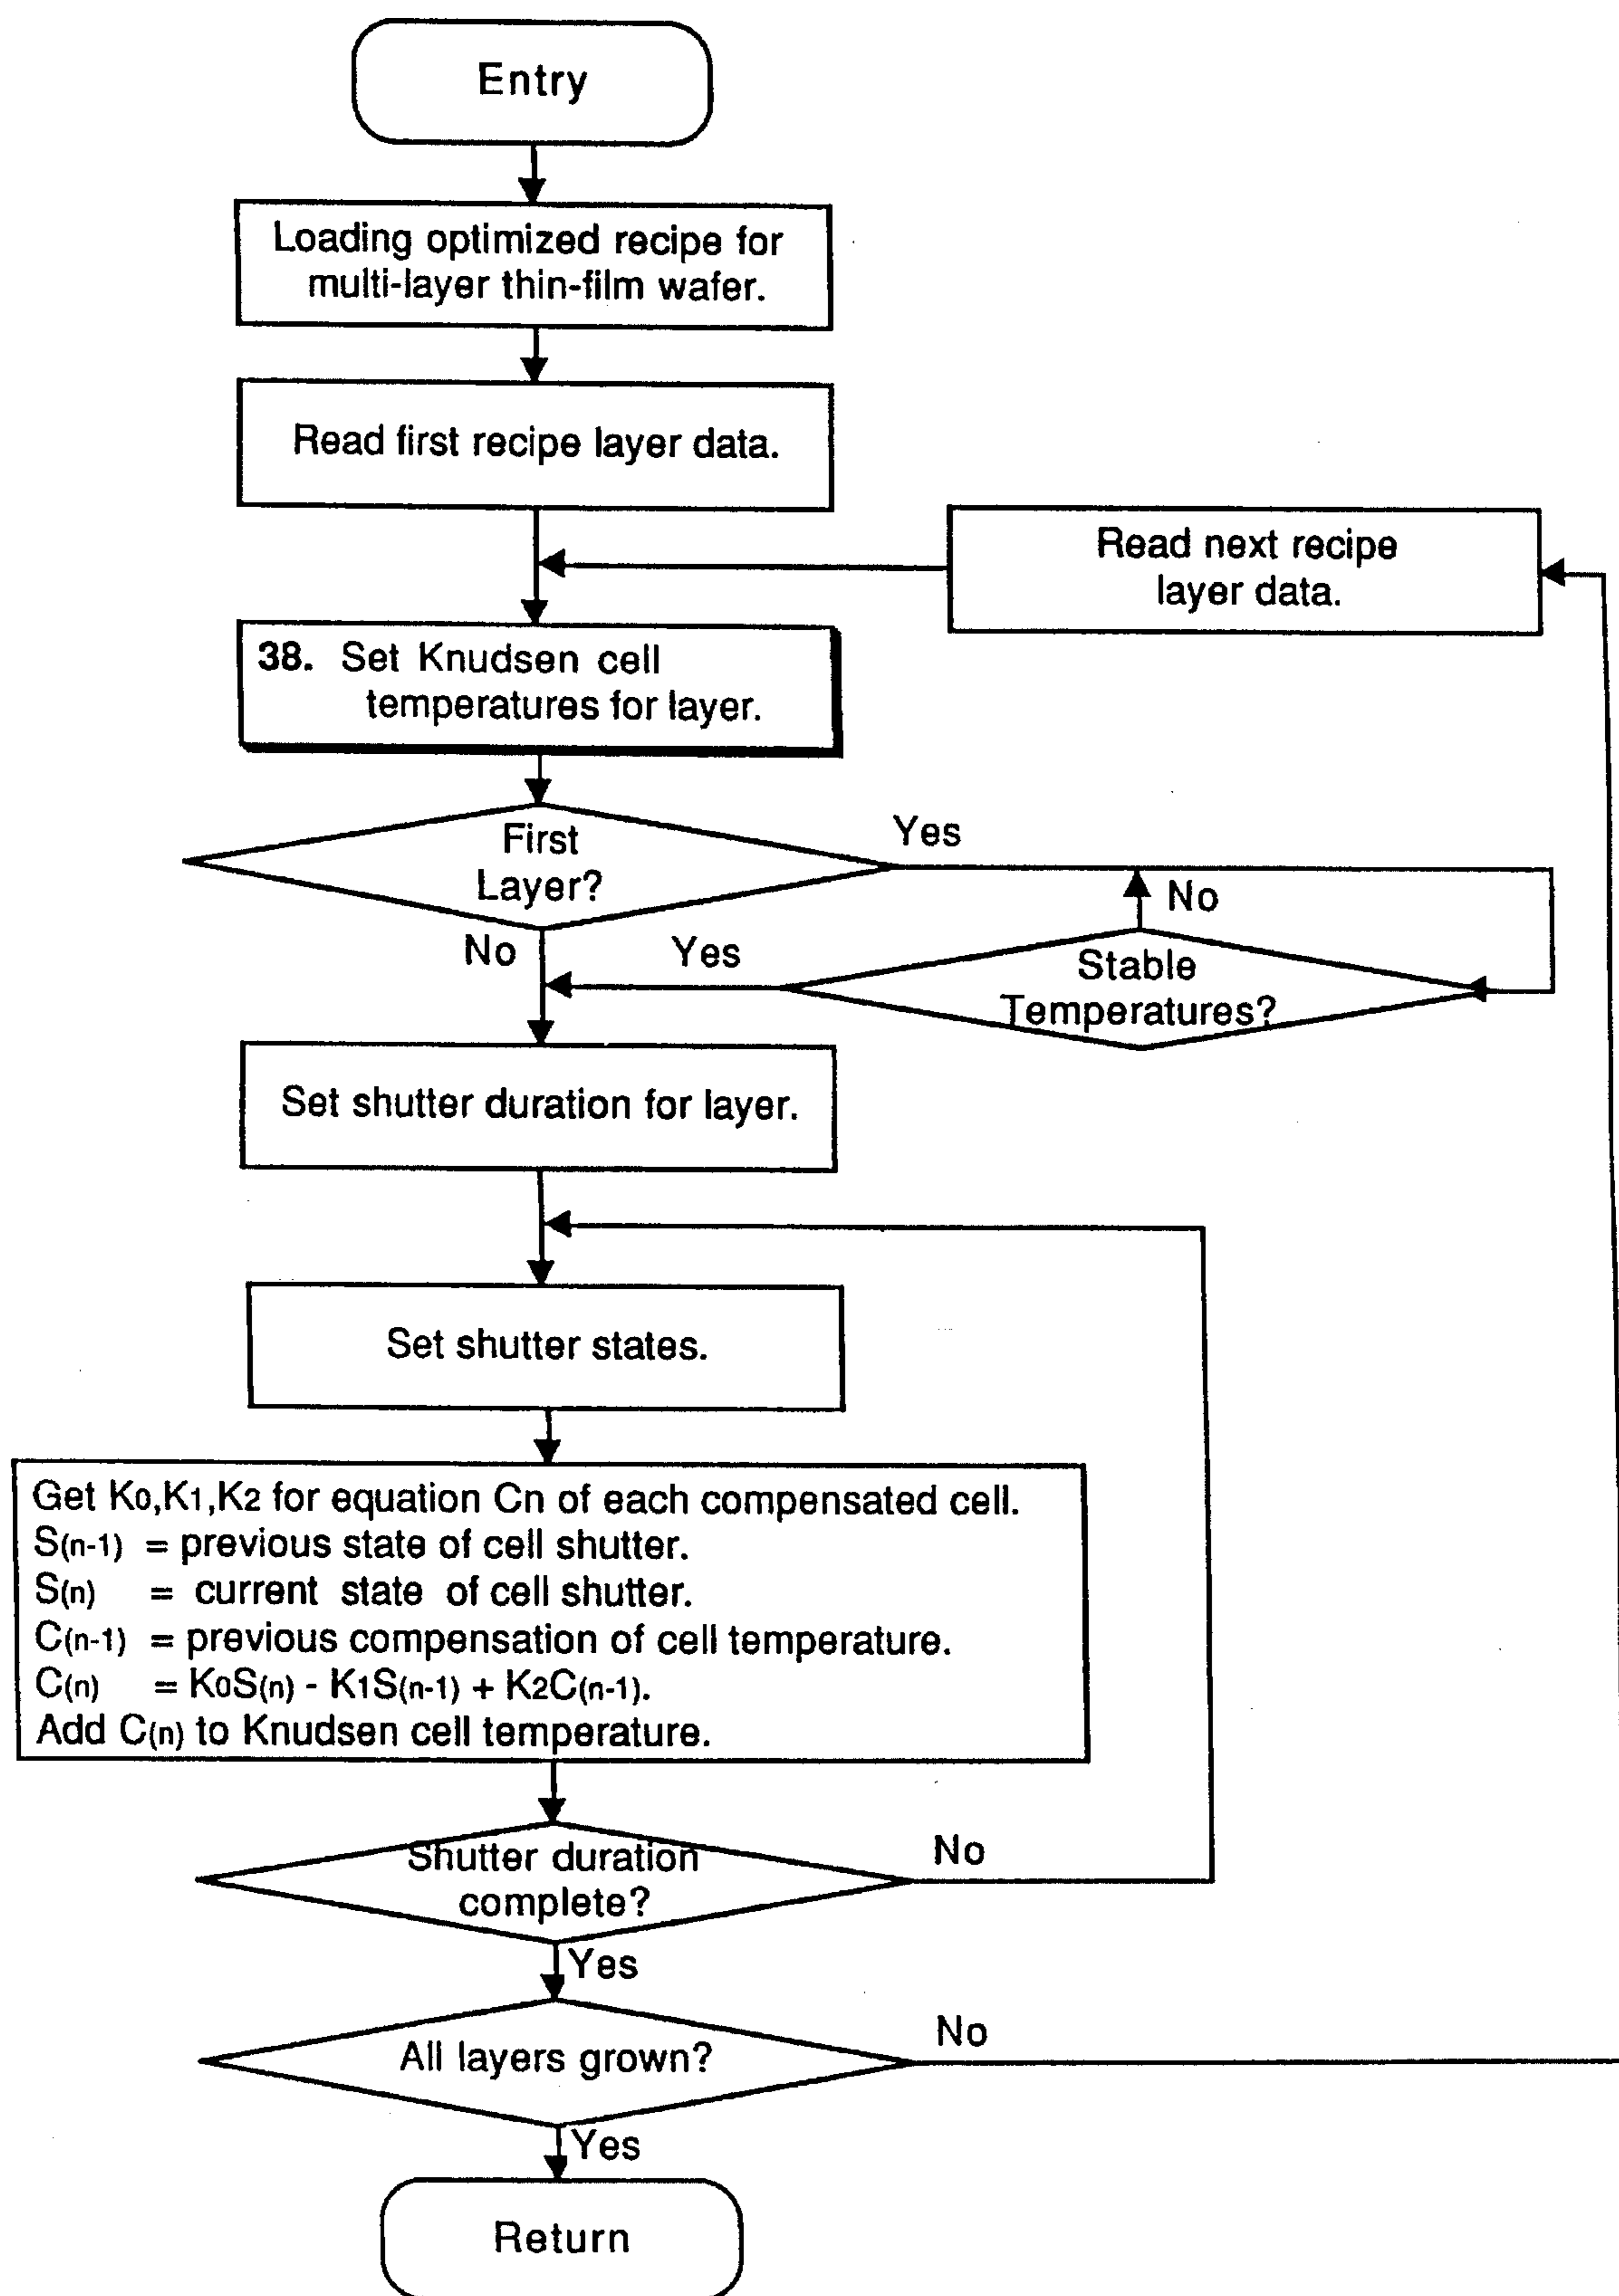 Entry
Loading optimized recipe for
multi-layer thin-film wafer.
Read first recipe layer data.
Read next recipe
layer data.
38. Set Knudsen cell
temperatures for layer.
First
Layer?
Yes
No
No
Yes
Stable
Temperatures?
Set shutter duration for layer.
Set shutter states.
Get K0,K1,K2 for equation Cn of each compensated cell.
S(n-1) = previous state of cell shutter.
S(n) = current state of cell shutter.
C(n-1) = previous compensation of cell temperature.
C(n) = K0S(n) - K1S(n-1) + K2C(n-1).
Add C(n) to Knudsen cell temperature.
Shutter duration
complete?
No
Yes
All layers grown?
No
Yes
Return